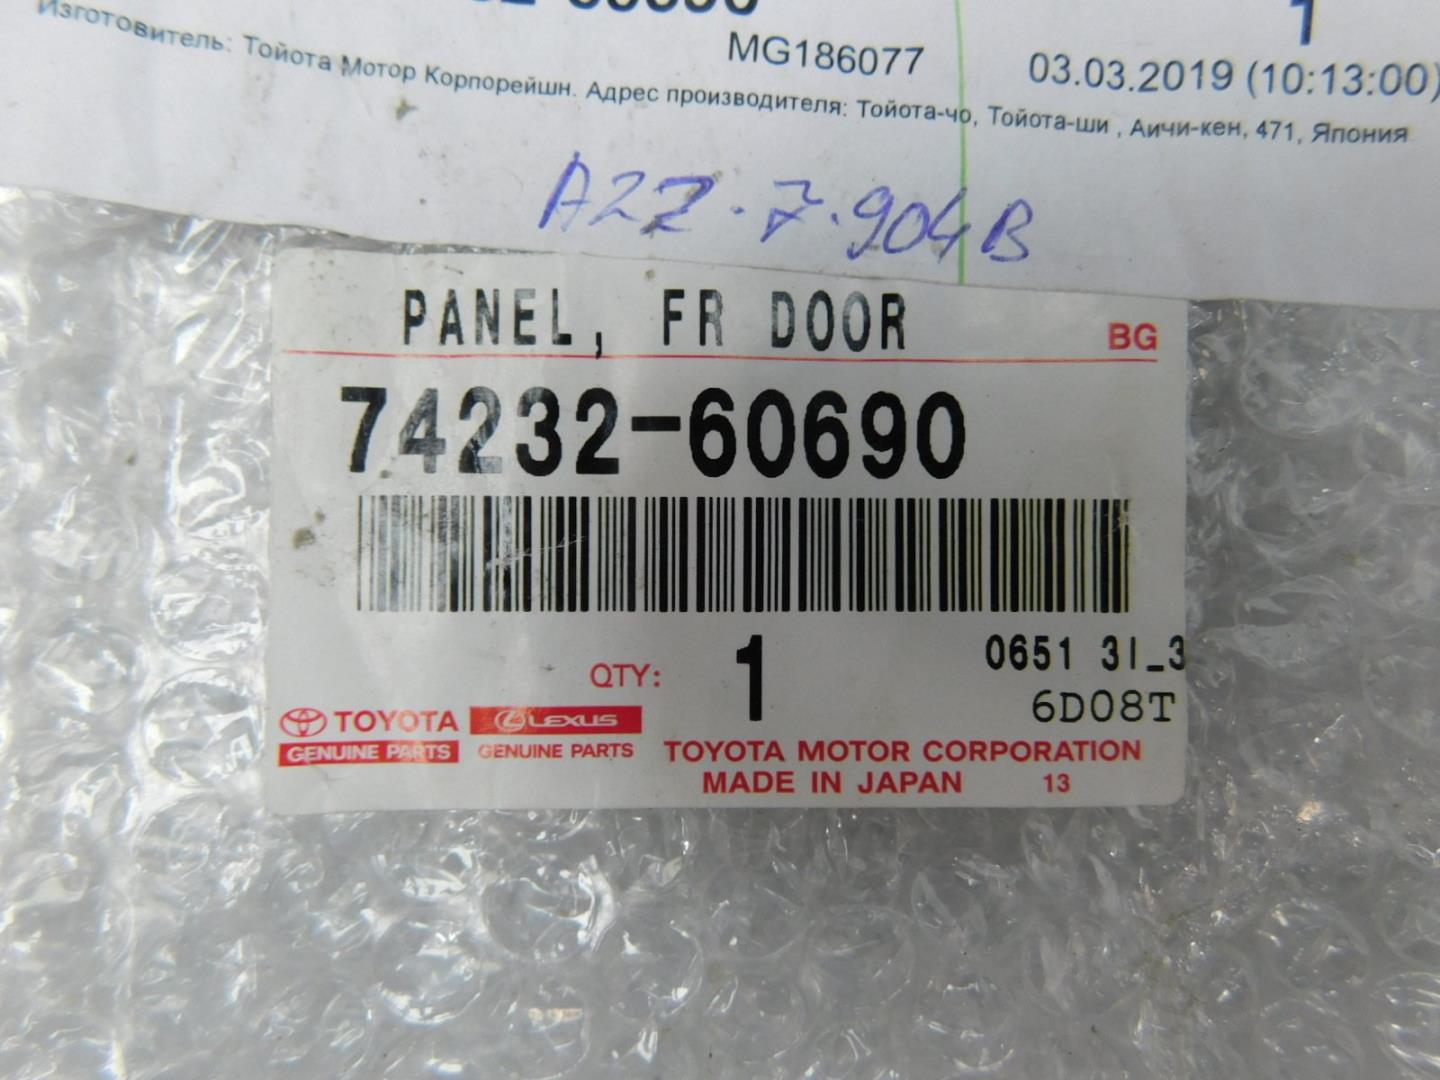 1
MG186077
03.03.2019 (10:13:00)
Изготовитель: Тойота Мотор Корпорейшн. Адрес производителя: Тойота-чо, Тойота-ши , Аичи-кен, 471, Япония
A22.7.904B
PANEL, FR DOOR
BG
74232-60690
QTY: 1
0651 31_3
6D08T
TOYOTA
GENUINE PARTS
LEXUS
GENUINE PARTS
TOYOTA MOTOR CORPORATION
MADE IN JAPAN 13